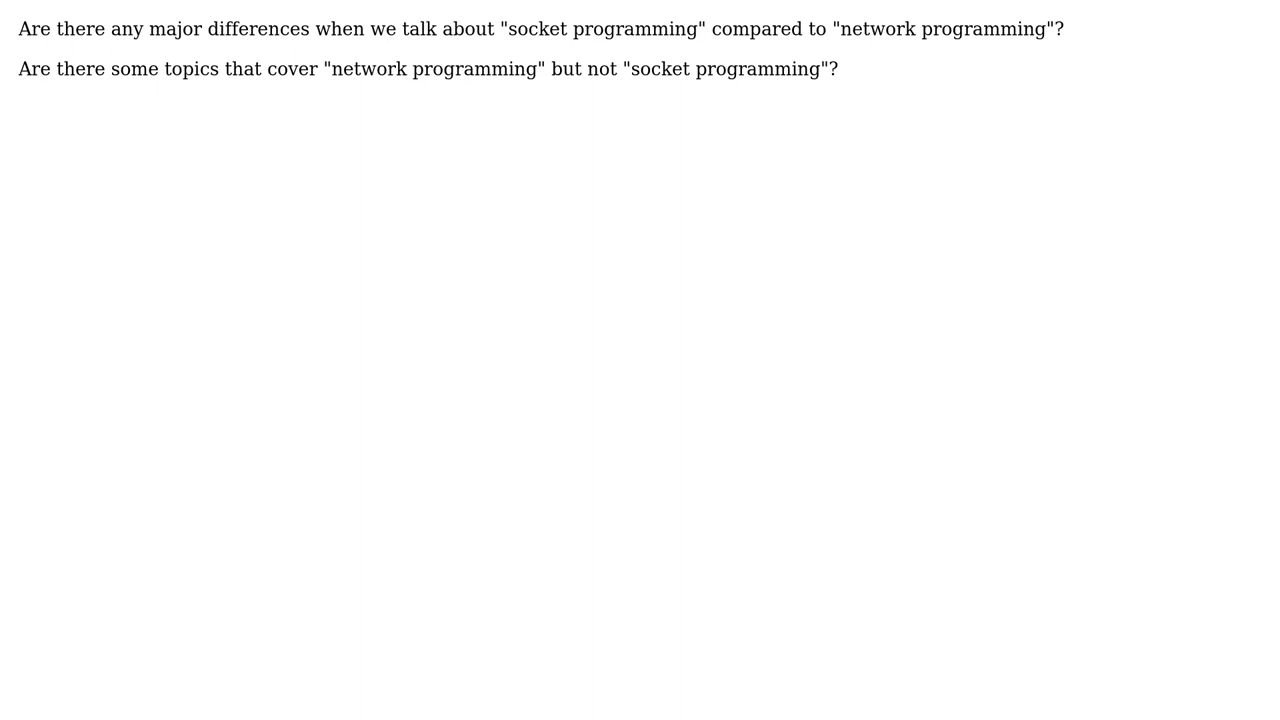 Are there any major differences when we talk about "socket programming" compared to "network programming"?
Are there some topics that cover "network programming" but not "socket programming"?